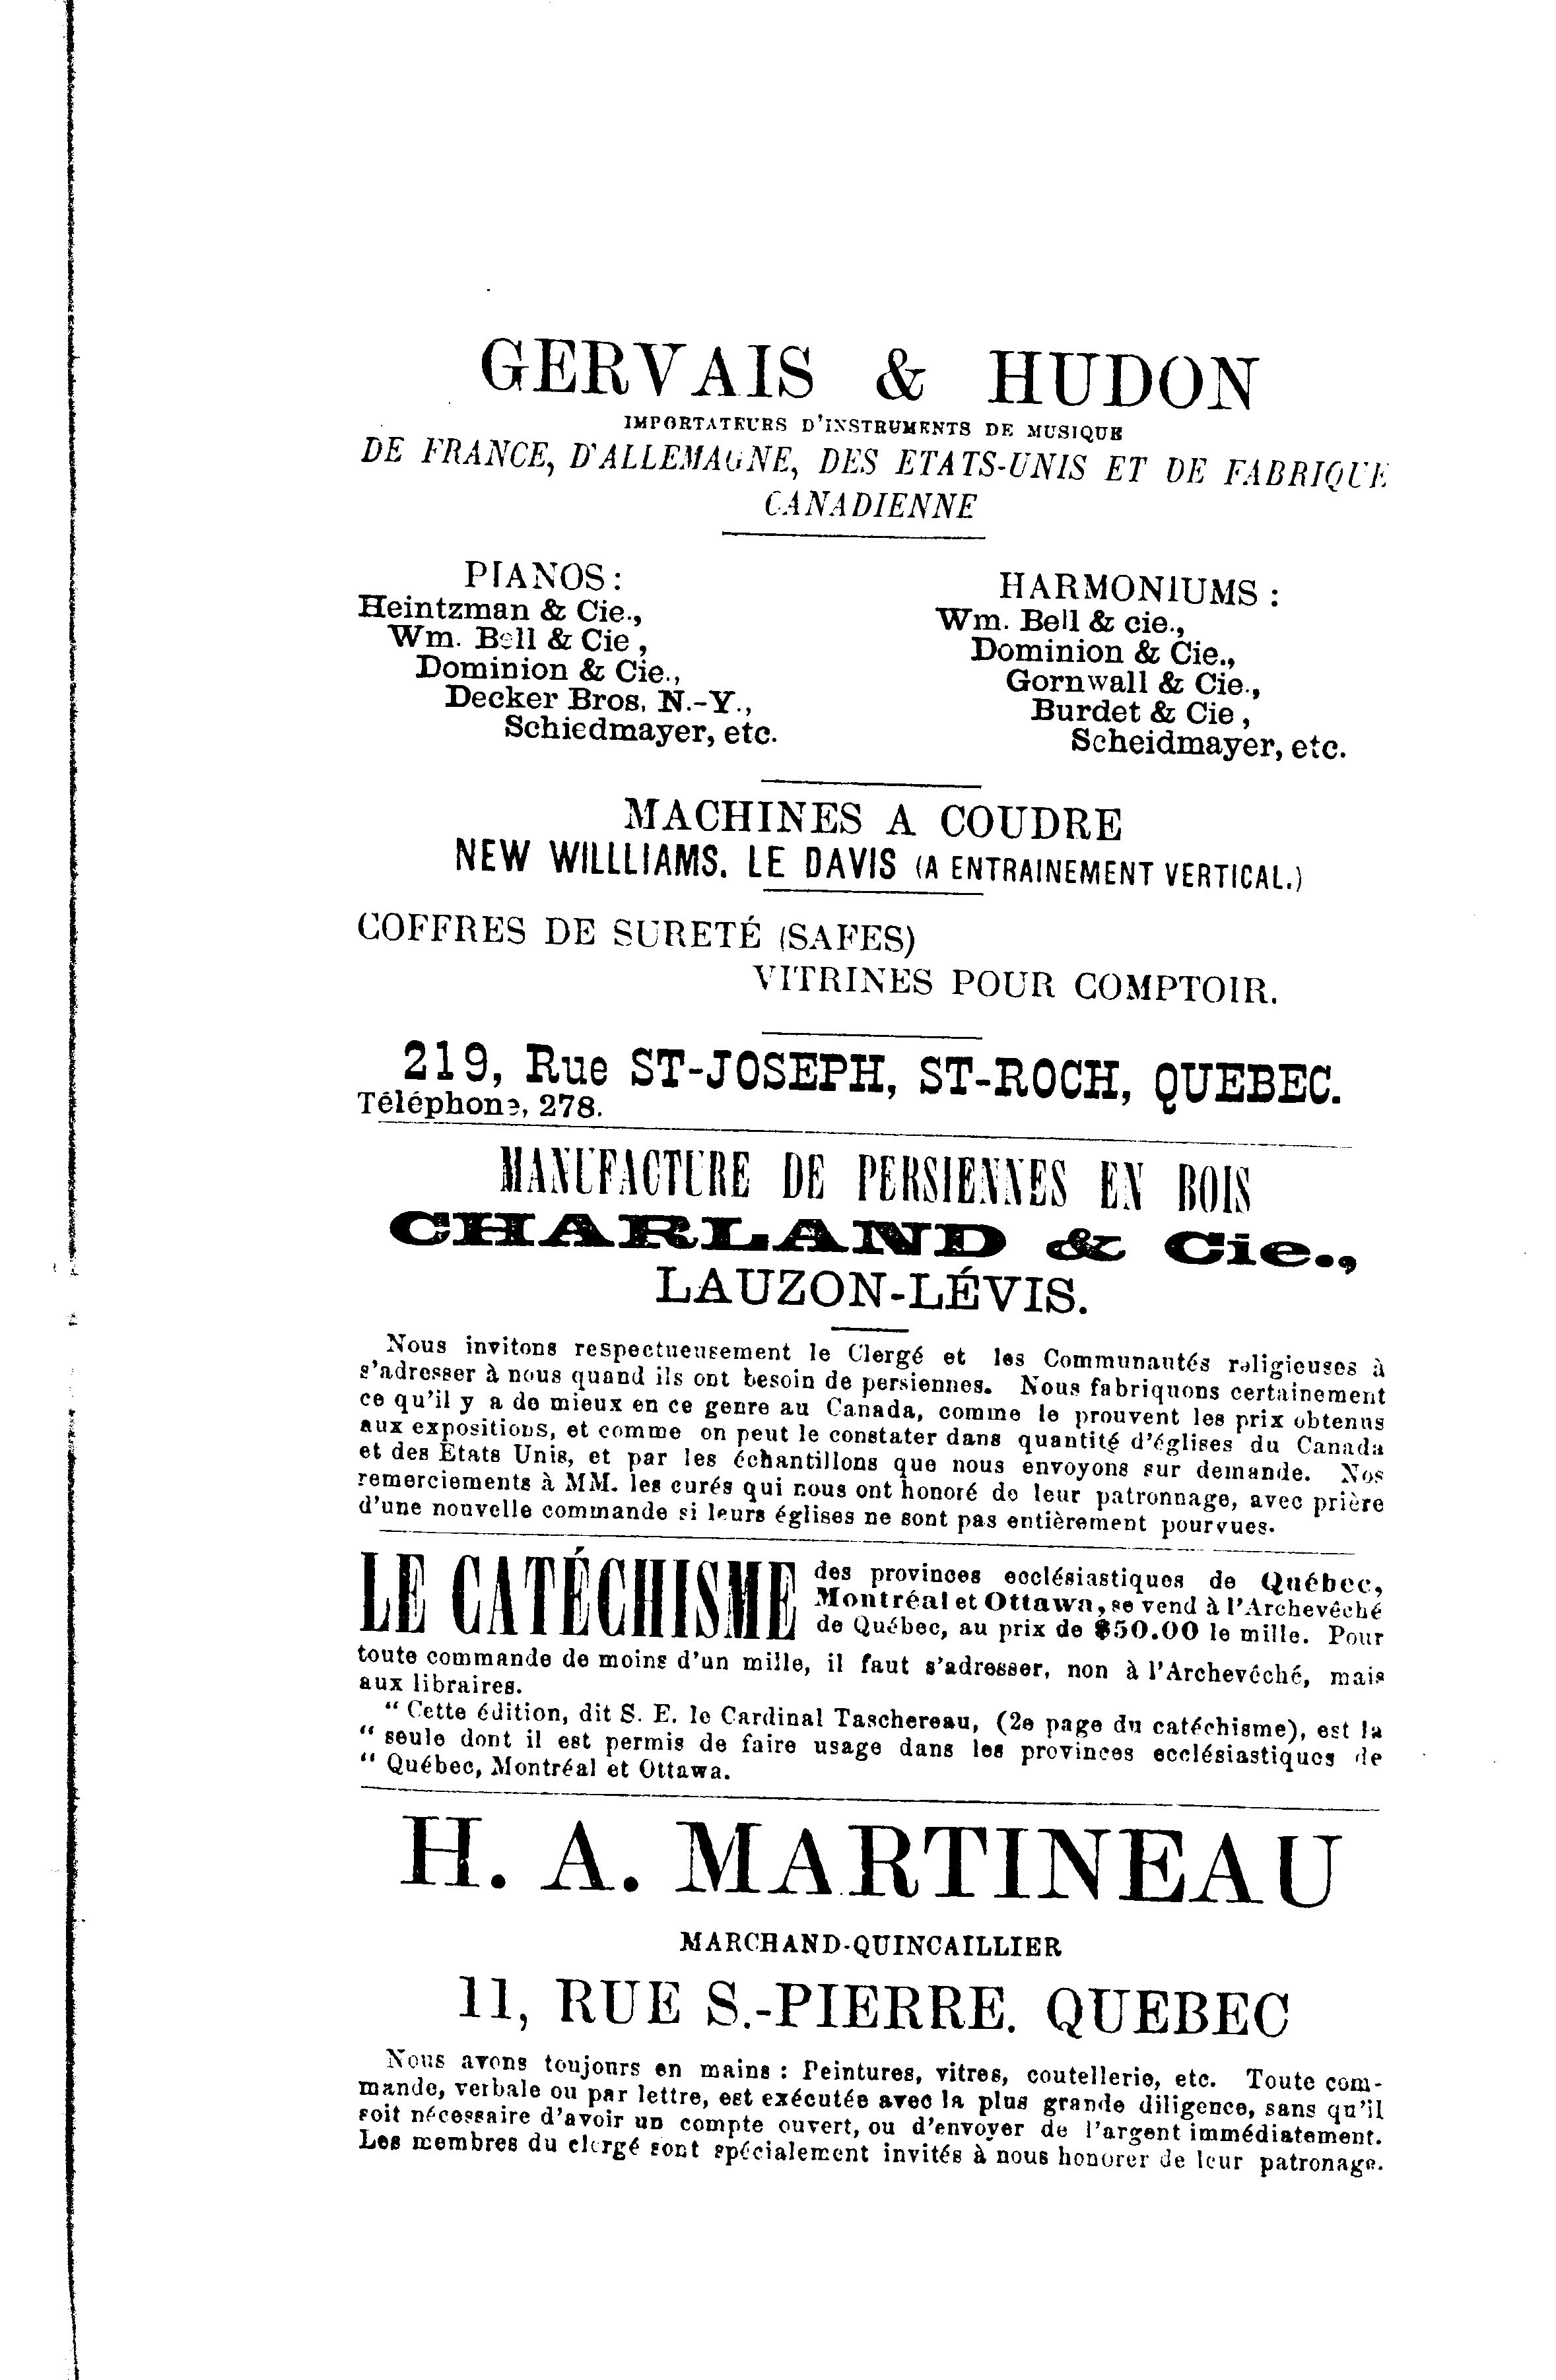 GERVAIS & HUDON
IMPORTATEURS D'INSTRUMENTS DE MUSIQUE
DE FRANCE, D'ALLEMAGNE, DES ETATS-UNIS ET DE FABRIQUE
CANADIENNE
PIANOS:
Heintzman & Cie.,
Wm. Bell & Cie,
Dominion & Cie.,
Decker Bros, N.-Y.,
Schiedmayer, etc.
HARMONIUMS:
Wm. Bell & cie.,
Dominion & Cie.,
Gornwall & Cie.,
Burdet & Cie,
Scheidmayer, etc.
MACHINES A COUDRE
NEW WILLLIAMS. LE DAVIS (A ENTRAINEMENT VERTICAL.)
COFFRES DE SURETÉ (SAFES)
VITRINES POUR COMPTOIR.
219, Rue ST-JOSEPH, ST-ROCH, QUEBEC.
Téléphone, 278.
MANUFACTURE DE PERSIENNES EN BOIS
CHARLAND & Cie.,
LAUZON-LÉVIS.
Nous invitons respectueusement le Clergé et les Communautés religieuses à
s'adresser à nous quand ils ont besoin de persiennes. Nous fabriquons certainement
ce qu'il y a de mieux en ce genre au Canada, comme le prouvent les prix obtenus
aux expositions, et comme on peut le constater dans quantité d'églises du Canada
et des Etats Unis, et par les échantillons que nous envoyons sur demande. Nos
remerciements à MM. les curés qui nous ont honoré de leur patronnage, avec prière
d'une nouvelle commande si leurs églises ne sont pas entièrement pourvues.
LE CATÉCHISME des provinces ecclésiastiques de Québec,
Montréal et Ottawa, se vend à l'Archevêché
de Québec, au prix de $50.00 le mille. Pour
toute commande de moins d'un mille, il faut s'adresser, non à l'Archevêché, mais
aux libraires.
" Cette édition, dit S. E. le Cardinal Taschereau, (2e page du catéchisme), est la
" seule dont il est permis de faire usage dans les provinces ecclésiastiques de
" Québec, Montréal et Ottawa.
H. A. MARTINEAU
MARCHAND-QUINCAILLIER
11, RUE S.-PIERRE. QUEBEC
Nous avons toujours en mains : Peintures, vitres, coutellerie, etc. Toute com-
mande, verbale ou par lettre, est exécutée avec la plus grande diligence, sans qu'il
soit nécessaire d'avoir un compte ouvert, ou d'envoyer de l'argent immédiatement.
Les membres du clergé sont spécialement invités à nous honorer de leur patronage.